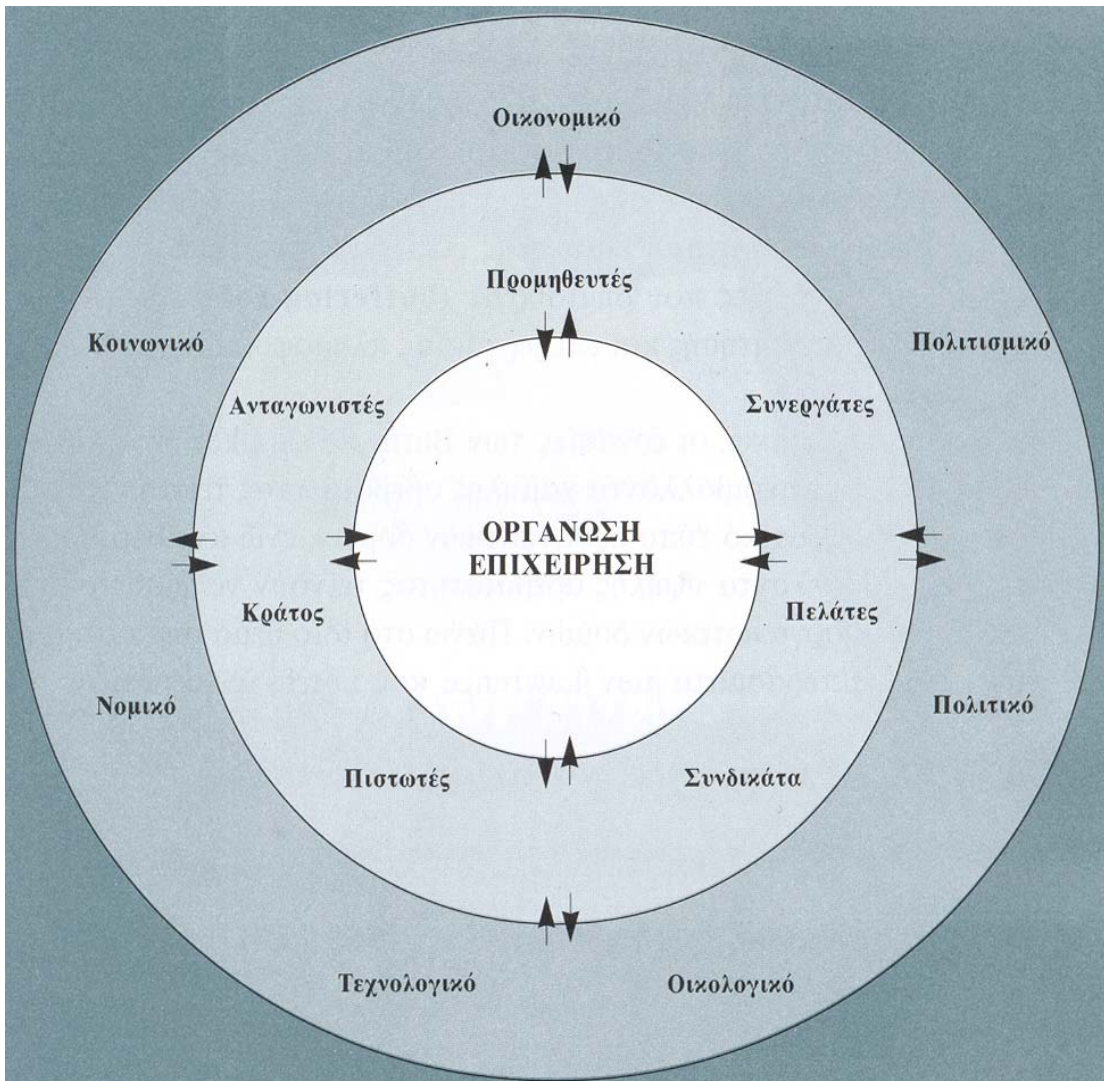 Οικονομικό
Προμηθευτές
Κοινωνικό
Πολιτισμικό
Ανταγωνιστές
Συνεργάτες
ΟΡΓΑΝΩΣΗ
ΕΠΙΧΕΙΡΗΣΗ
Κράτος
Πελάτες
Νομικό
Πολιτικό
Πιστωτές
Συνδικάτα
Τεχνολογικό
Οικολογικό